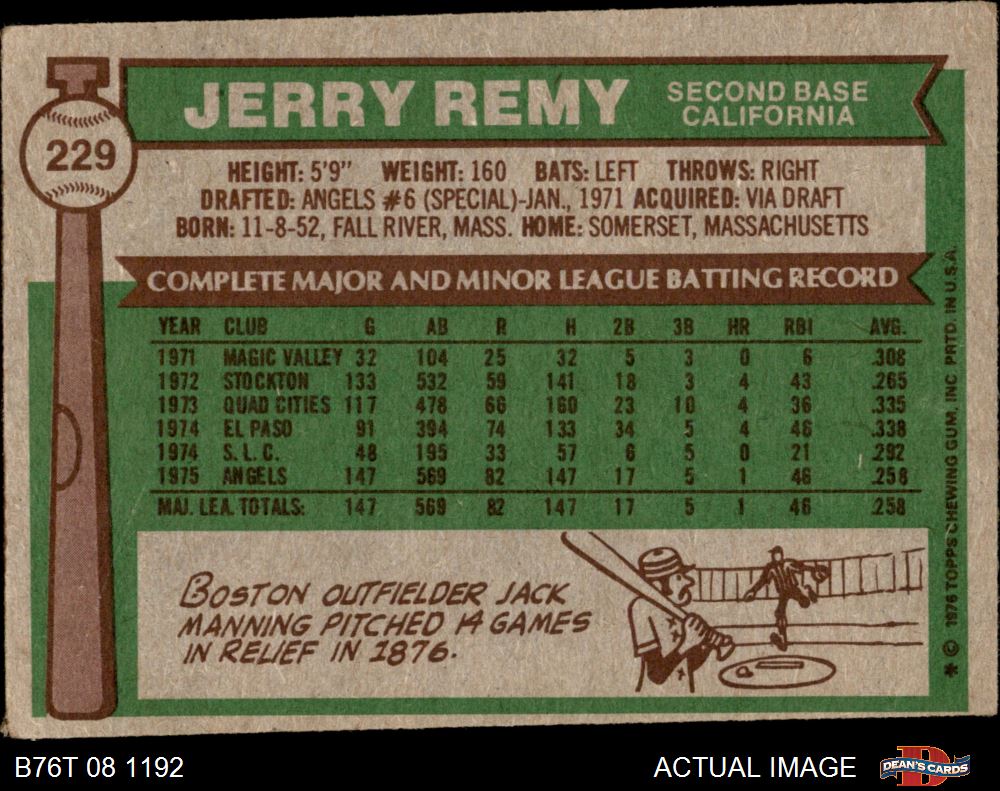 JERRY REMY
SECOND BASE
CALIFORNIA
229
HEIGHT: 5'9" WEIGHT: 160 BATS: LEFT THROWS: RIGHT
DRAFTED: ANGELS #6 (SPECIAL)-JAN., 1971 ACQUIRED: VIA DRAFT
BORN: 11-8-52, FALL RIVER, MASS. HOME: SOMERSET, MASSACHUSETTS
COMPLETE MAJOR AND MINOR LEAGUE BATTING RECORD
YEAR CLUB G AB R H 2B 3B HR RBI AVG.
1971 MAGIC VALLEY 32 104 25 32 5 3 0 6 .308
1972 STOCKTON 133 532 59 141 18 3 4 43 .265
1973 QUAD CITIES 117 478 66 160 23 10 4 36 .335
1974 EL PASO 91 394 74 133 34 5 4 46 .338
1974 S.L.C. 48 195 33 57 6 5 0 21 .292
1975 ANGELS 147 569 82 147 17 5 1 46 .258
MAJ. LEA. TOTALS: 147 569 82 147 17 5 1 46 .258
BOSTON OUTFIELDER JACK
MANNING PITCHED 14 GAMES
IN RELIEF IN 1876.
* © 1976 TOPPS CHEWING GUM, INC. PRTD. IN U.S.A.
B76T 08 1192
ACTUAL IMAGE
D
DEAN'S CARDS